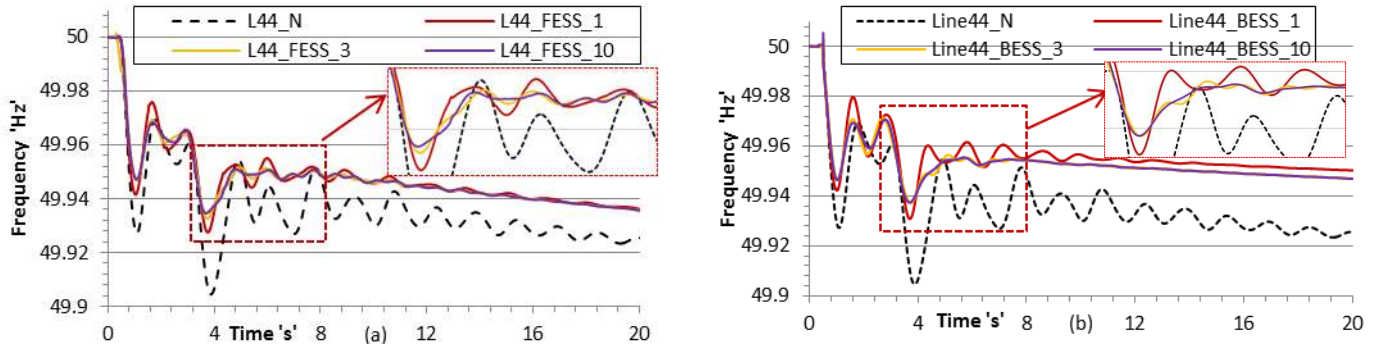 L44_N L44_FESS_1
L44_FESS_3 L44_FESS_10
50
49.98
49.96
49.94
49.92
49.9
Frequency 'Hz'
0 4 8 12 16 20
Time 's' (a)
Line44_N Line44_BESS_1
Line44_BESS_3 Line44_BESS_10
50
49.98
49.96
49.94
49.92
49.9
Frequency 'Hz'
0 4 8 12 16 20
Time 's' (b)